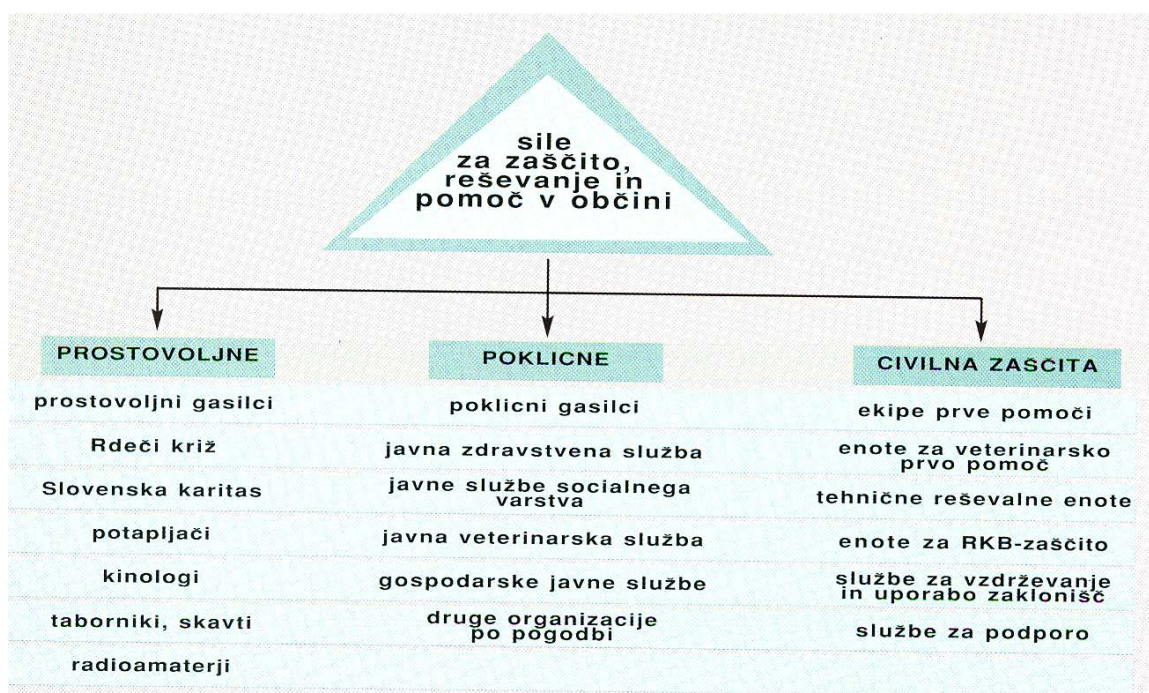 sile
za zaščito,
reševanje in
pomoč v občini
PROSTOVOLJNE
prostovoljni gasilci
Rdeči križ
Slovenska karitas
potapljači
kinologi
taborniki, skavti
radioamaterji
POKLICNE
poklicni gasilci
javna zdravstvena služba
javne službe socialnega
varstva
javna veterinarska služba
gospodarske javne službe
druge organizacije
po pogodbi
CIVILNA ZAŠČITA
ekipe prve pomoči
enote za veterinarsko
prvo pomoč
tehnične reševalne enote
enote za RKB-zaščito
službe za vzdrževanje
in uporabo zaklonišč
službe za podporo